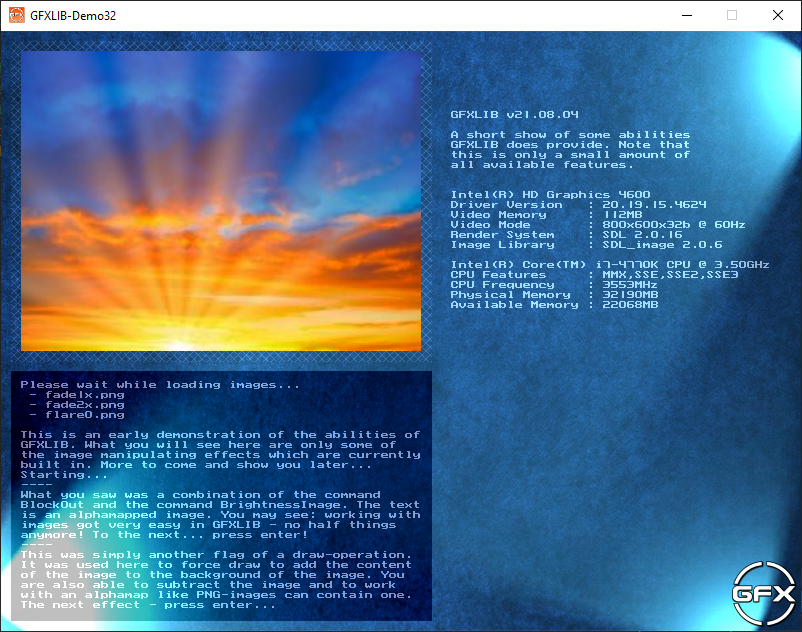 GFXLIB-Demo32
GFXLIB v21.08.04
A short show of some abilities
GFXLIB does provide. Note that
this is only a small amount of
all available features.
Intel(R) HD Graphics 4600
Driver Version : 20.19.15.4624
Video Memory : 112MB
Video Mode : 800x600x32b @ 60Hz
Render System : SDL 2.0.16
Image Library : SDL_image 2.0.6
Intel(R) Core(TM) i7-4770K CPU @ 3.50GHz
CPU Features : MMX,SSE,SSE2,SSE3
CPU Frequency : 3553MHz
Physical Memory : 32190MB
Available Memory : 22068MB
Please wait while loading images...
- fade1x.png
- fade2x.png
- flare0.png
This is an early demonstration of the abilities of
GFXLIB. What you will see here are only some of
the image manipulating effects which are currently
built in. More to come and show you later...
Starting...
----
What you saw was a combination of the command
BlockOut and the command BrightnessImage. The text
is an alphamapped image. You may see; working with
images got very easy in GFXLIB - no half things
anymore! To the next... press enter!
----
This was simply another flag of a draw-operation.
It was used here to force draw to add the content
of the image to the background of the image. You
are also able to subtract the image and to work
with an alphamap like PNG-images can contain one.
The next effect - press enter...
GFX